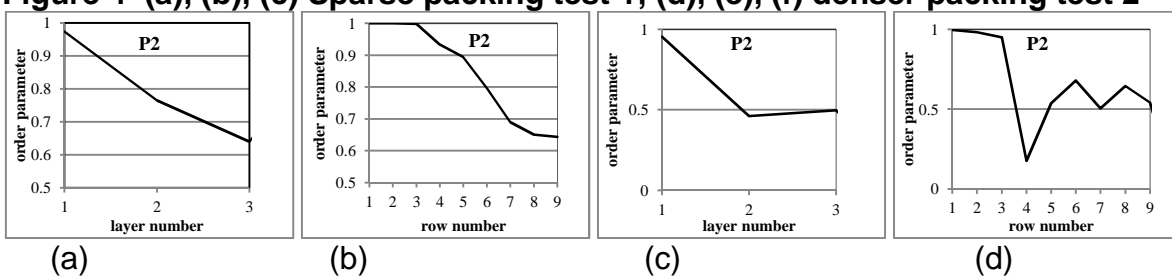 Figure 1 (a), (b), (c) Sparse packing test 1, (d), (e), (f) denser packing test 2
P2
order parameter
1
0.9
0.8
0.7
0.6
0.5
1 2 3
layer number
(a)
P2
order parameter
1
0.9
0.8
0.7
0.6
0.5
1 2 3 4 5 6 7 8 9
row number
(b)
P2
order parameter
1
0.5
0
1 2 3
layer number
(c)
P2
order parameter
1
0.5
0
1 2 3 4 5 6 7 8 9
row number
(d)